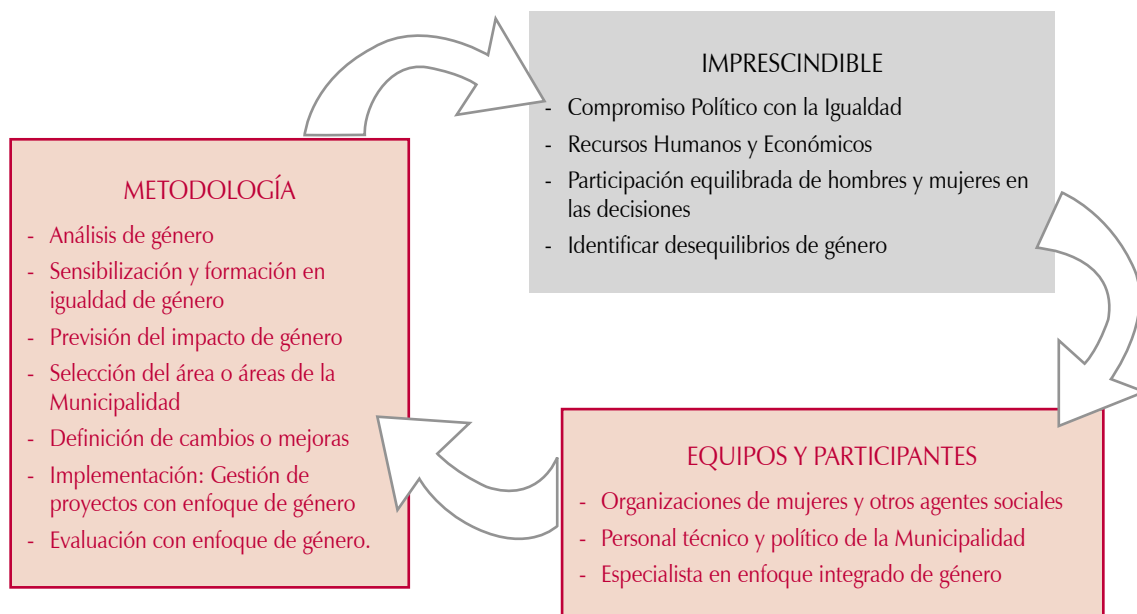 IMPRESCINDIBLE
- Compromiso Político con la Igualdad
- Recursos Humanos y Económicos
- Participación equilibrada de hombres y mujeres en
las decisiones
- Identificar desequilibrios de género
METODOLOGÍA
- Análisis de género
- Sensibilización y formación en
igualdad de género
- Previsión del impacto de género
- Selección del área o áreas de la
Municipalidad
- Definición de cambios o mejoras
- Implementación: Gestión de
proyectos con enfoque de género
- Evaluación con enfoque de género.
EQUIPOS Y PARTICIPANTES
- Organizaciones de mujeres y otros agentes sociales
- Personal técnico y político de la Municipalidad
- Especialista en enfoque integrado de género